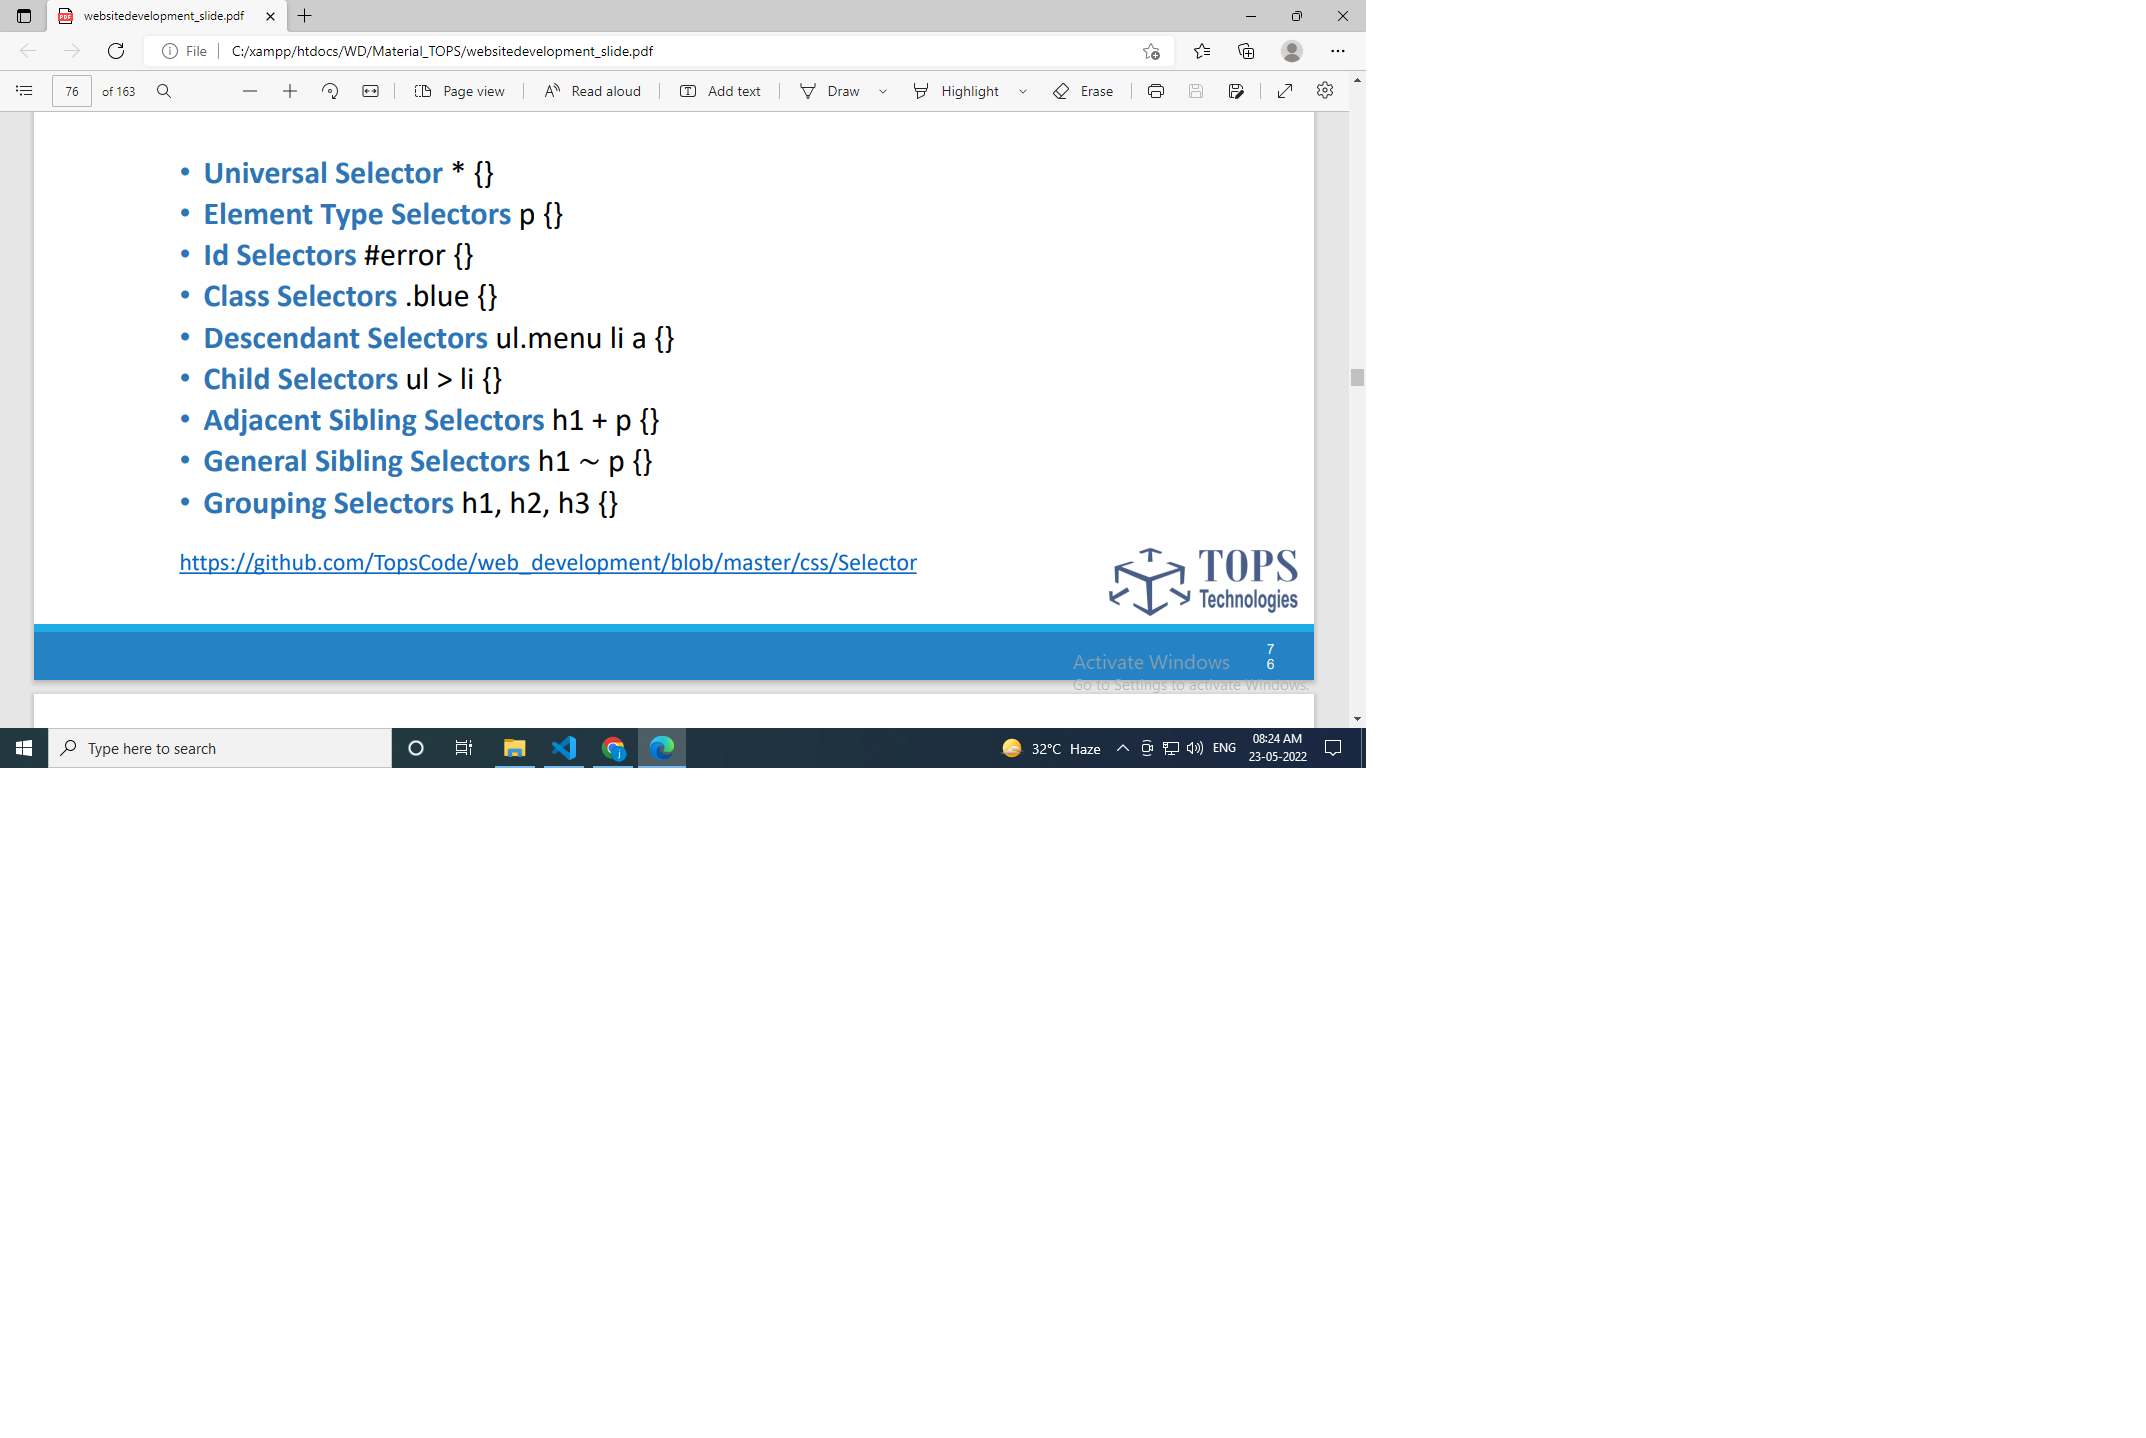 websitedevelopment_slide.pdf
File C:/xampp/htdocs/WD/Material_TOPS/websitedevelopment_slide.pdf
76 of 163 Page view Read aloud Add text Draw Highlight Erase
• Universal Selector * {}
• Element Type Selectors p {}
• Id Selectors #error {}
• Class Selectors .blue {}
• Descendant Selectors ul.menu li a {}
• Child Selectors ul > li {}
• Adjacent Sibling Selectors h1 + p {}
• General Sibling Selectors h1 ~ p {}
• Grouping Selectors h1, h2, h3 {}
https://github.com/TopsCode/web_development/blob/master/css/Selector
TOPS
Technologies
7
6
Activate Windows
Go to Settings to activate Windows.
Type here to search
32°C Haze
ENG
08:24 AM
23-05-2022